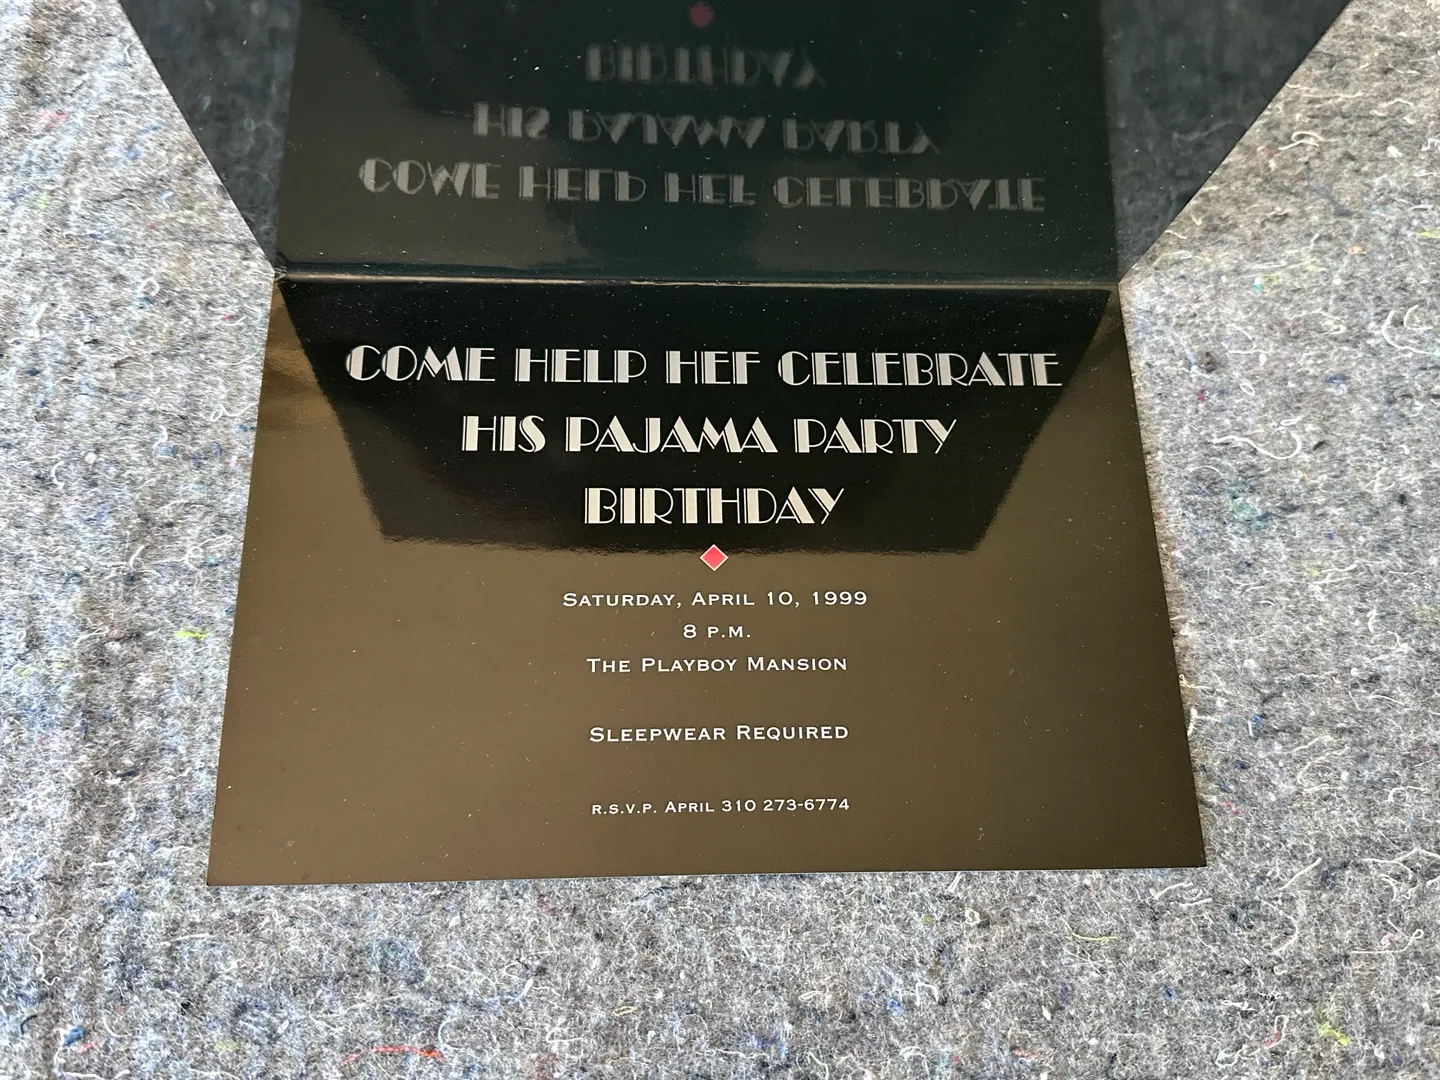 COME HELP HEF CELEBRATE
HIS PAJAMA PARTY
BIRTHDAY
SATURDAY, APRIL 10, 1999
8 P.M.
THE PLAYBOY MANSION
SLEEPWEAR REQUIRED
R.S.V.P. APRIL 310 273-6774